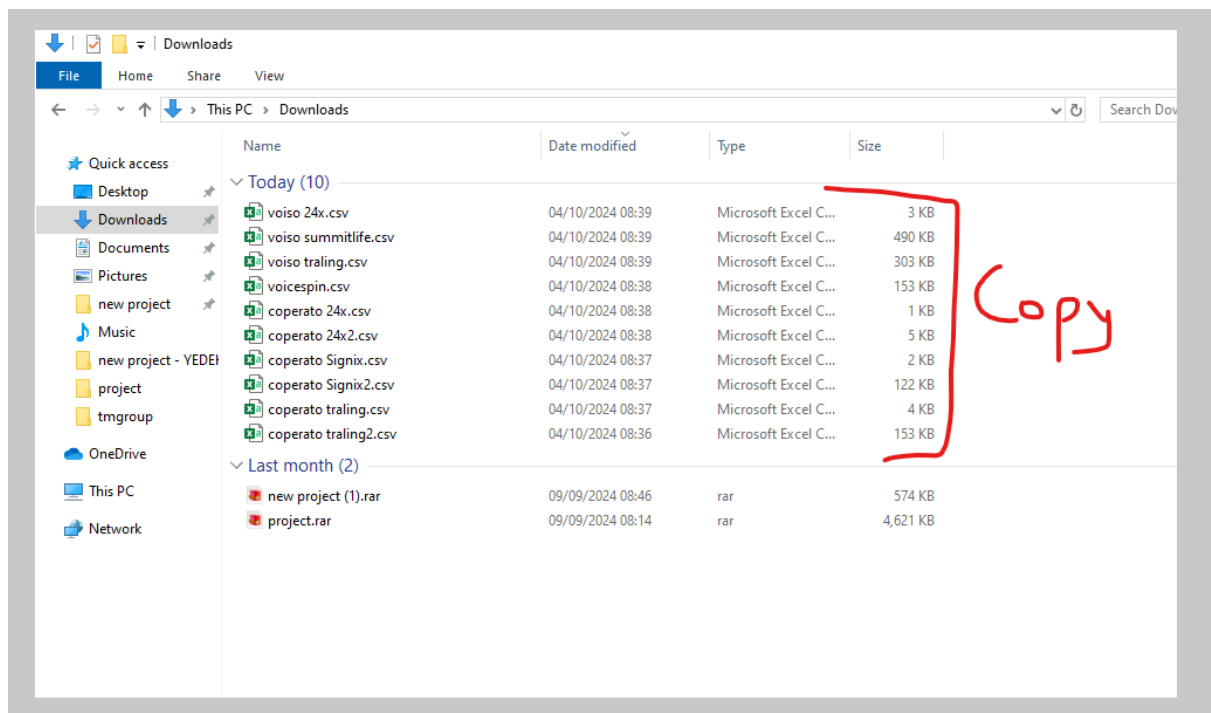 Downloads
File Home Share View
This PC > Downloads Search Dov
Name Date modified Type Size
Quick access
Desktop
Downloads
Documents
Pictures
new project
Music
new project - YEDEK
project
tmgroup
OneDrive
This PC
Network
Today (10)
voiso 24x.csv 04/10/2024 08:39 Microsoft Excel C... 3 KB
voiso summitlife.csv 04/10/2024 08:39 Microsoft Excel C... 490 KB
voiso traling.csv 04/10/2024 08:39 Microsoft Excel C... 303 KB
voicespin.csv 04/10/2024 08:38 Microsoft Excel C... 153 KB
coperato 24x.csv 04/10/2024 08:38 Microsoft Excel C... 1 KB
coperato 24x2.csv 04/10/2024 08:38 Microsoft Excel C... 5 KB
coperato Signix.csv 04/10/2024 08:37 Microsoft Excel C... 2 KB
coperato Signix2.csv 04/10/2024 08:37 Microsoft Excel C... 122 KB
coperato traling.csv 04/10/2024 08:37 Microsoft Excel C... 4 KB
coperato traling2.csv 04/10/2024 08:36 Microsoft Excel C... 153 KB
Last month (2)
new project (1).rar 09/09/2024 08:46 rar 574 KB
project.rar 09/09/2024 08:14 rar 4,621 KB
Copy